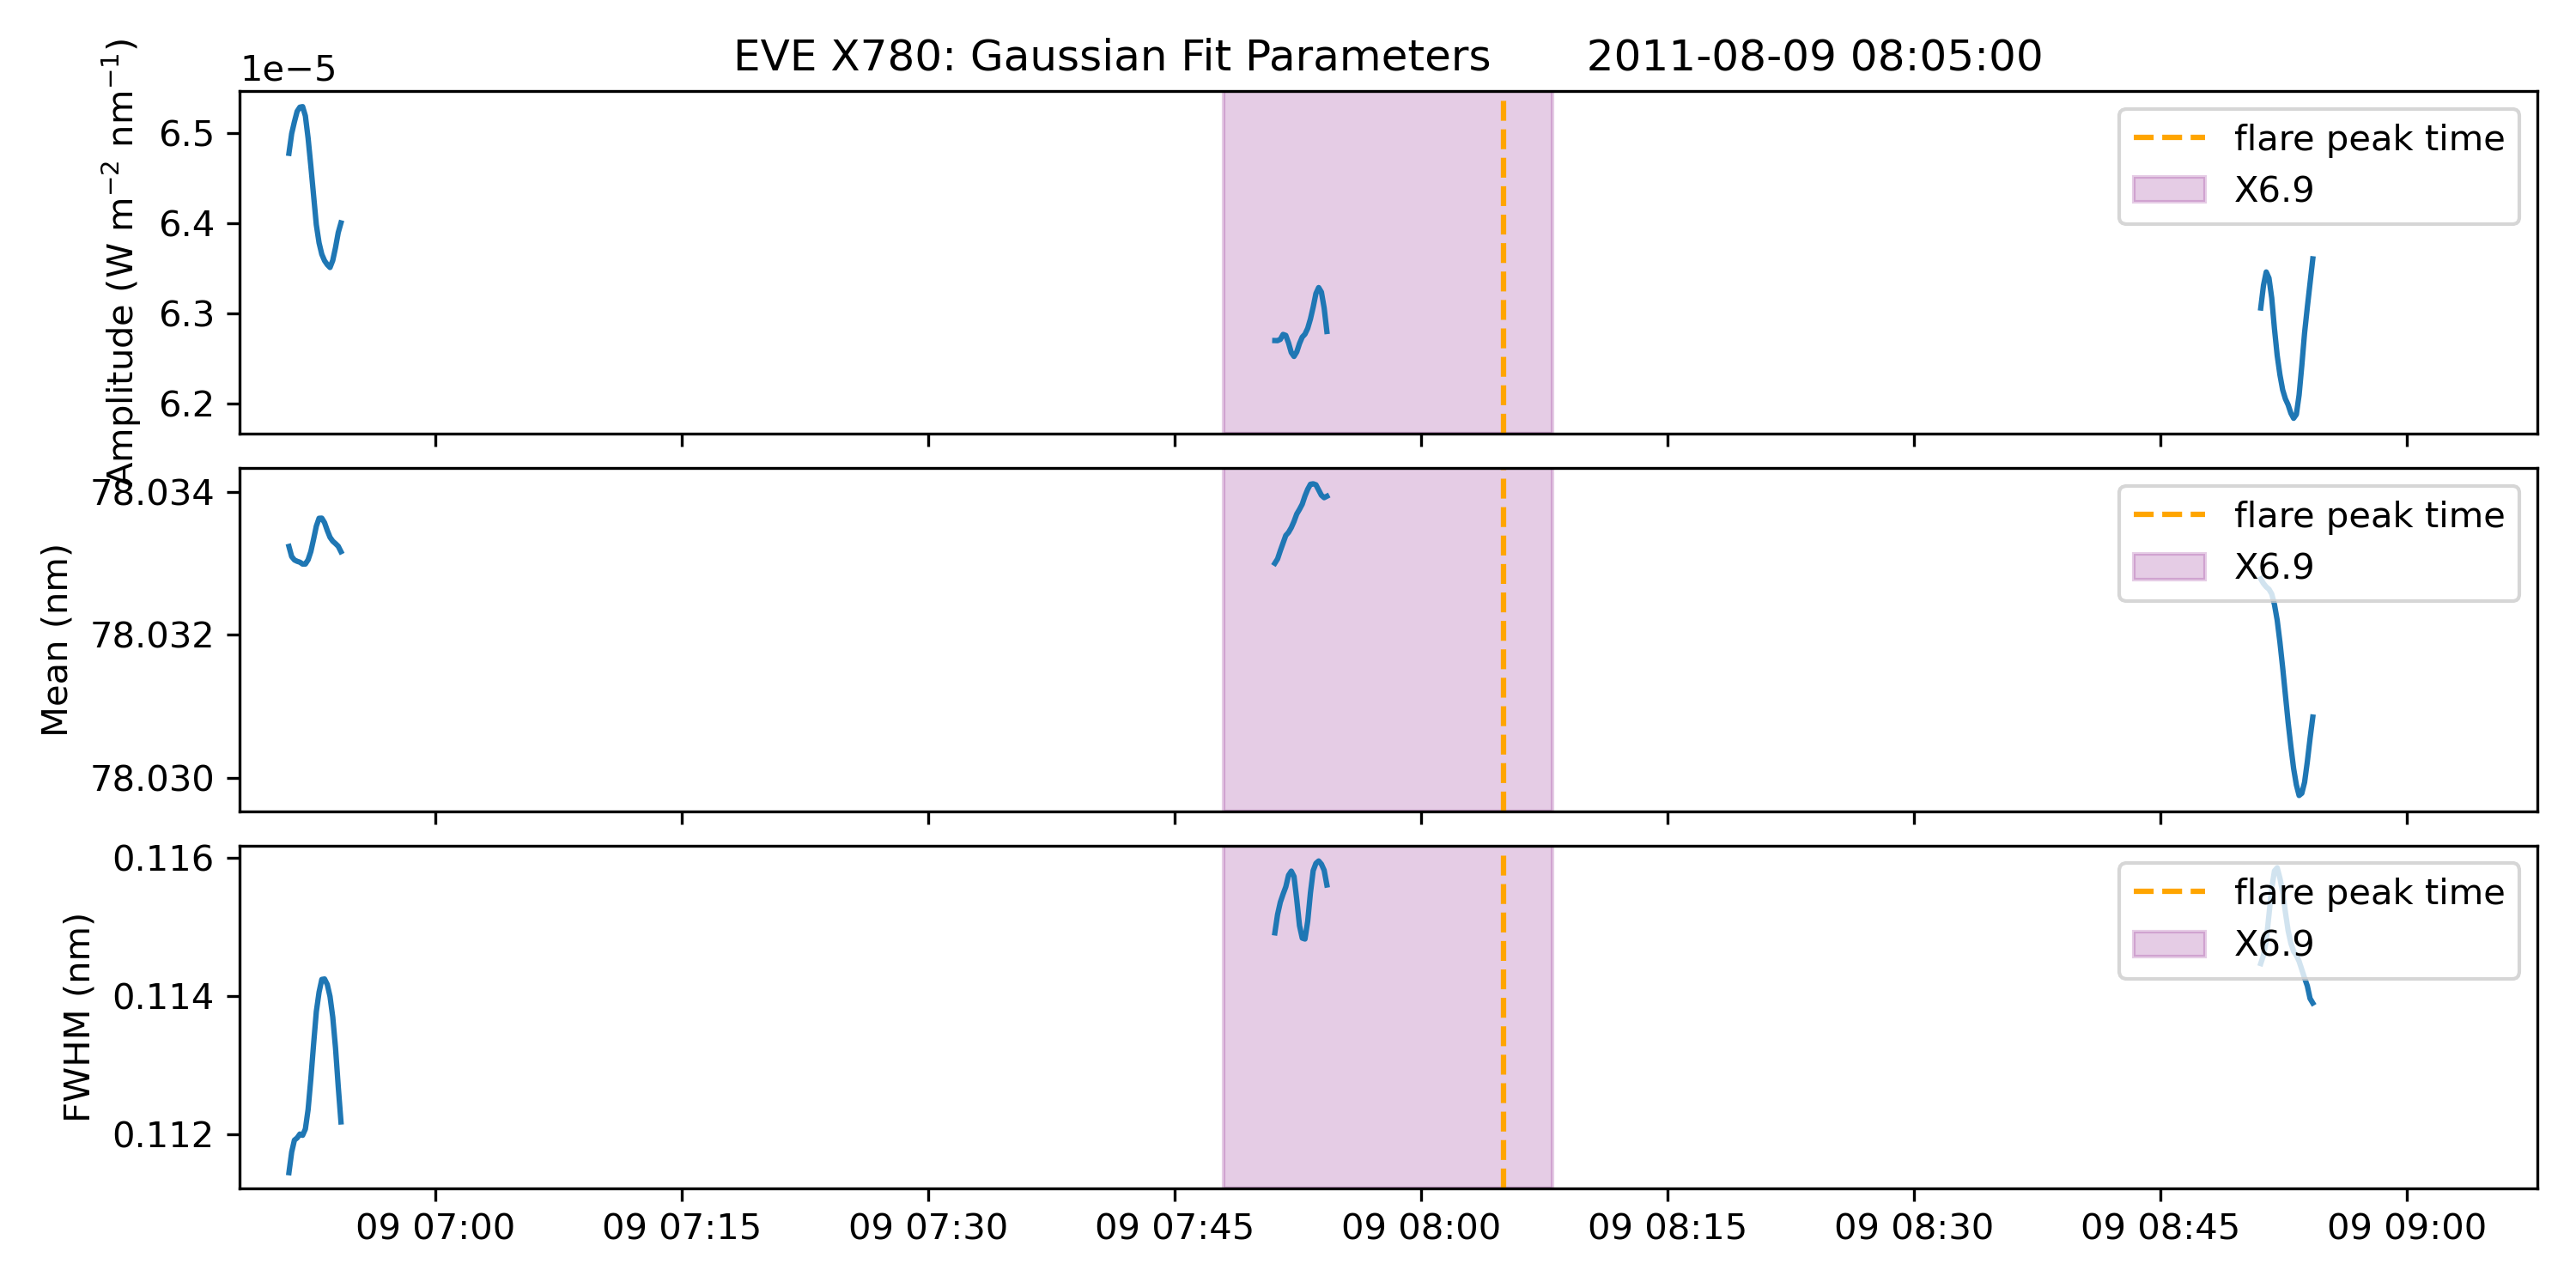 EVE X780: Gaussian Fit Parameters 2011-08-09 08:05:00
1e−5
Amplitude (W m⁻² nm⁻¹)
6.5
6.4
6.3
6.2
flare peak time
X6.9
Mean (nm)
78.034
78.032
78.030
flare peak time
X6.9
FWHM (nm)
0.116
0.114
0.112
flare peak time
X6.9
09 07:00 09 07:15 09 07:30 09 07:45 09 08:00 09 08:15 09 08:30 09 08:45 09 09:00